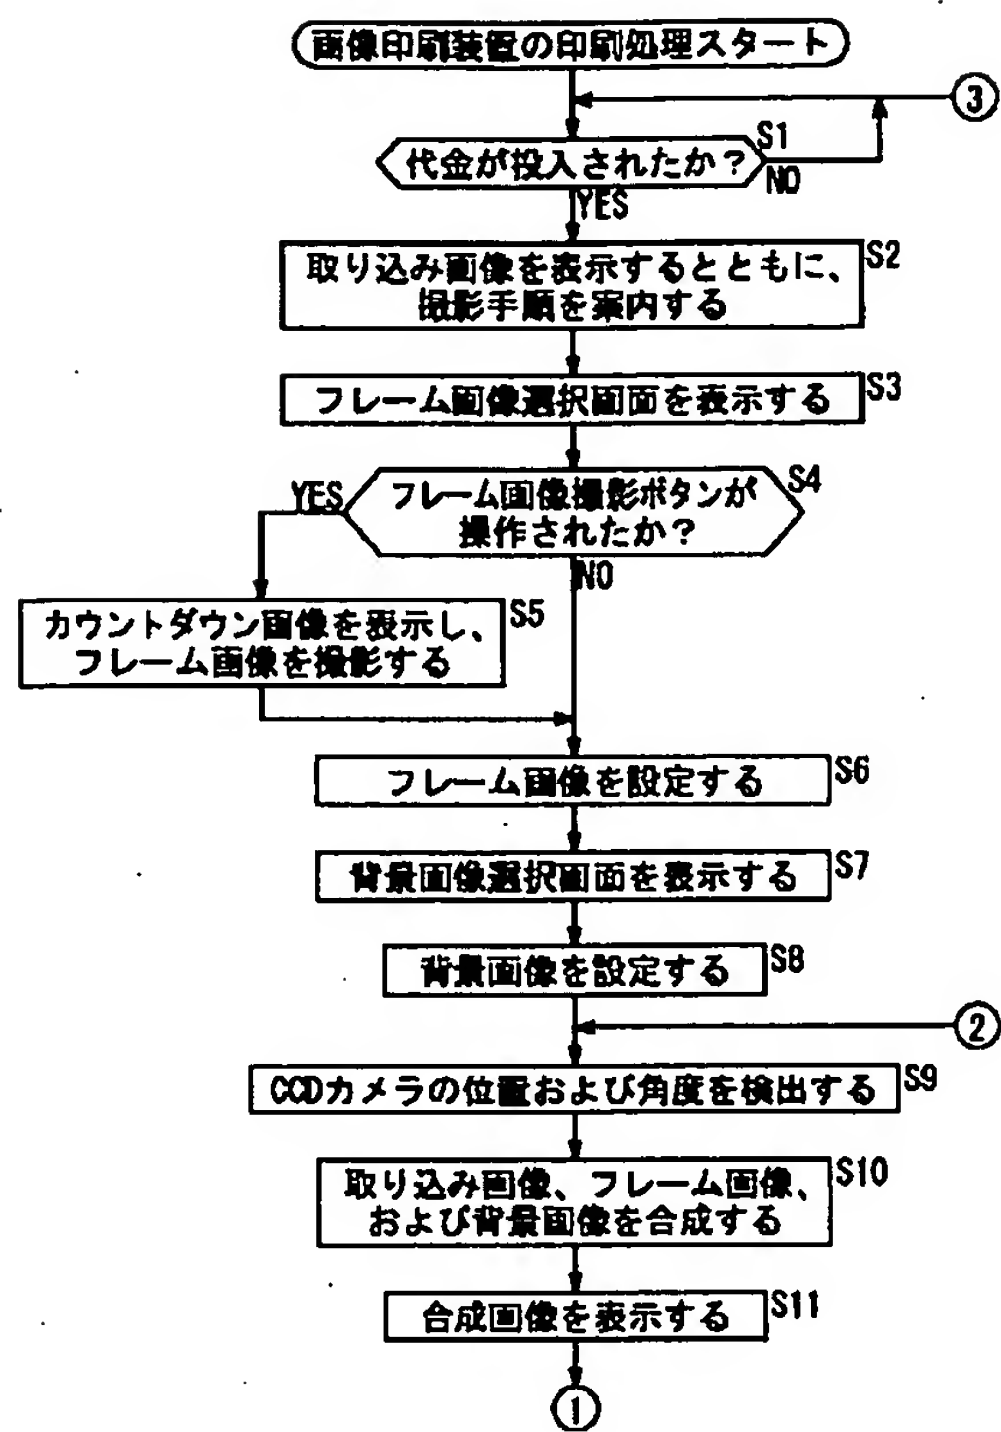 画像印刷装置の印刷処理スタート
③
S1
代金が投入されたか？
NO
YES
S2
取り込み画像を表示するとともに、
撮影手順を案内する
S3
フレーム画像選択画面を表示する
S4
YES
フレーム画像撮影ボタンが
操作されたか？
NO
S5
カウントダウン画像を表示し、
フレーム画像を撮影する
S6
フレーム画像を設定する
S7
背景画像選択画面を表示する
S8
背景画像を設定する
②
S9
CCDカメラの位置および角度を検出する
S10
取り込み画像、フレーム画像、
および背景画像を合成する
S11
合成画像を表示する
①